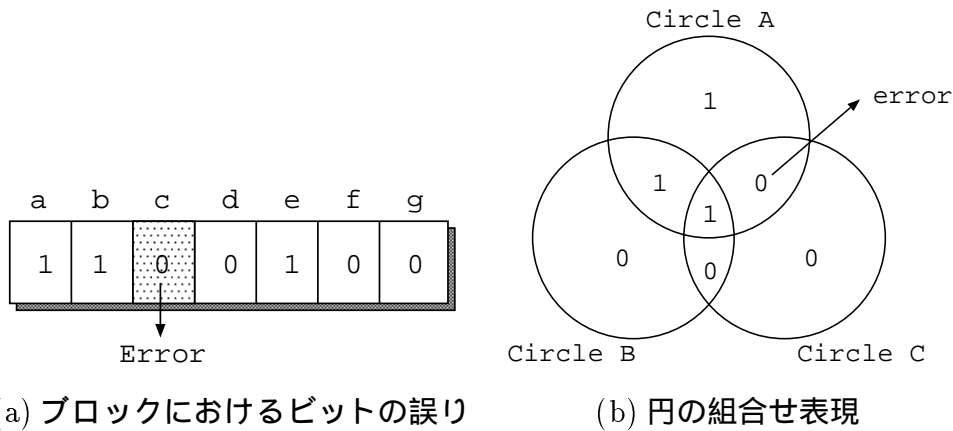 Circle A
1
error
1
0
1
0
0
0
Circle B
Circle C
a b c d e f g
1 1 0 0 1 0 0
Error
a) ブロックにおけるビットの誤り
(b) 円の組合せ表現